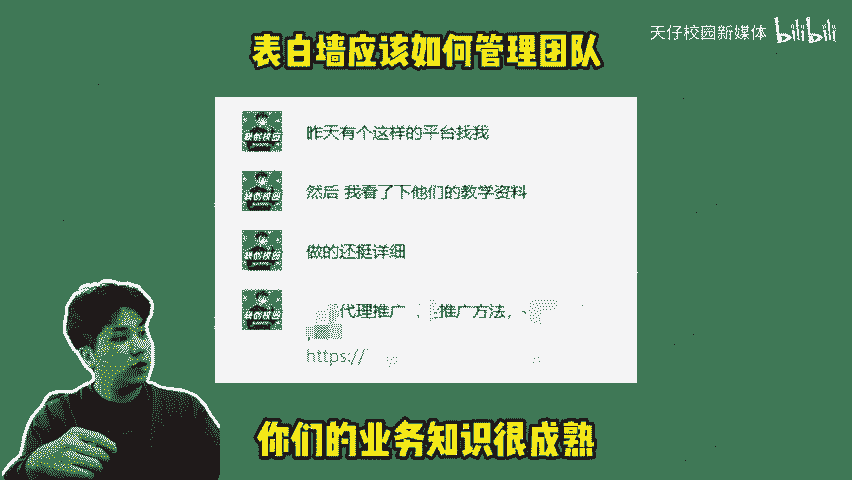 天仔校园新媒体 bilibili
表白墙应该如何管理团队
昨天有个这样的平台找我
然后 我看了下他们的教学资料
做的还挺详细
代理推广 推广方法,
https://
你们的业务知识很成熟